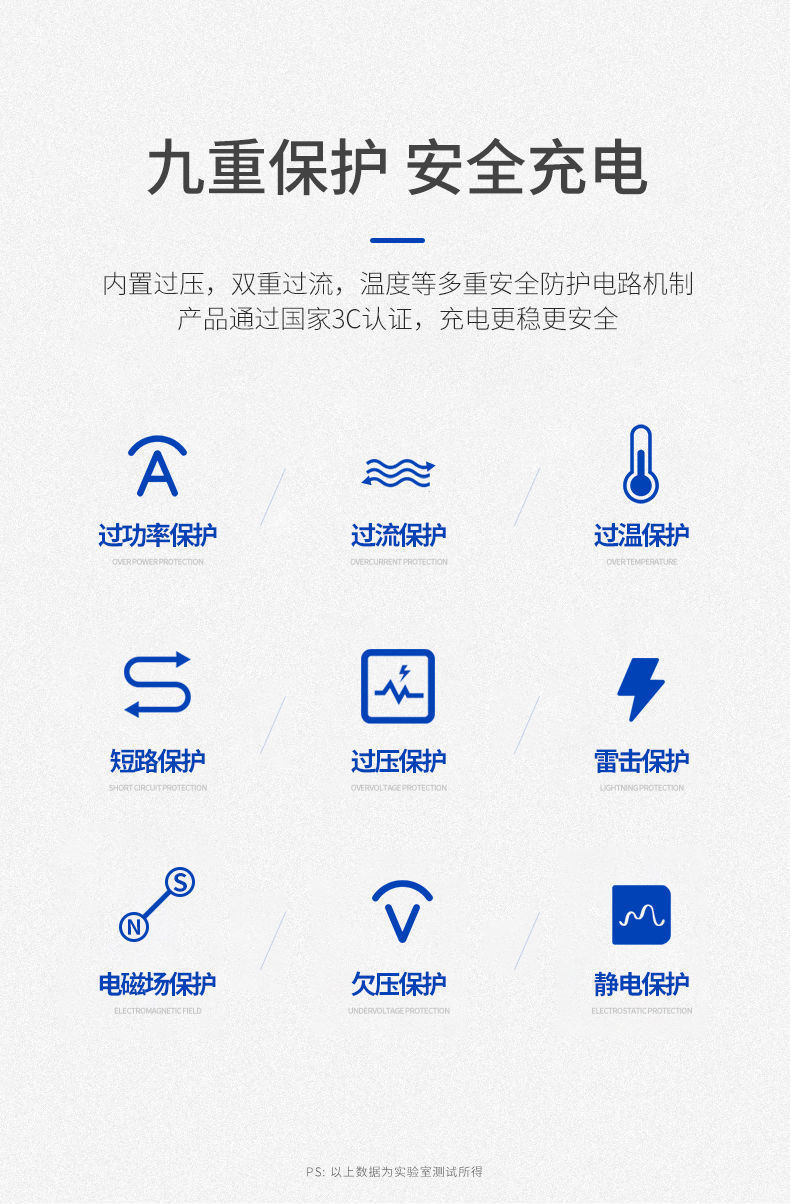 九重保护 安全充电
内置过压，双重过流，温度等多重安全防护电路机制
产品通过国家3C认证，充电更稳更安全
A
过功率保护
OVER POWER PROTECTION
过流保护
OVERCURRENT PROTECTION
过温保护
OVER TEMPERATURE
短路保护
SHORT CIRCUIT PROTECTION
过压保护
OVERVOLTAGE PROTECTION
雷击保护
LIGHTNING PROTECTION
S
N
电磁场保护
ELECTROMAGNETIC FIELD
V
欠压保护
UNDERVOLTAGE PROTECTION
静电保护
ELECTROSTATIC PROTECTION
PS: 以上数据为实验室测试所得